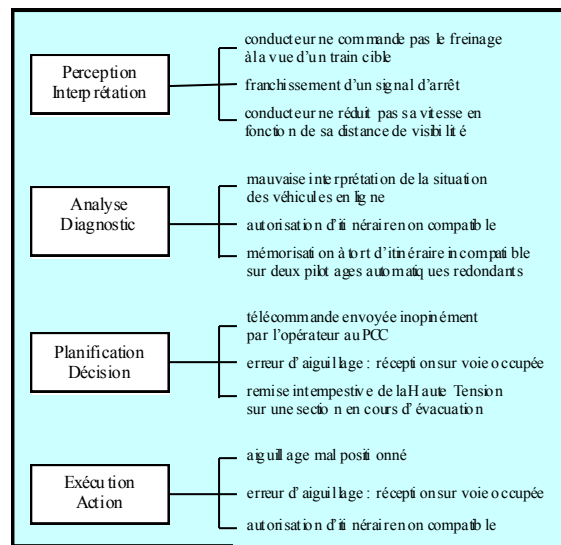 Perception
Interprétation
conducteur ne commande pas le freinage
à la vue d'un train cible
franchissement d'un signal d'arrêt
conducteur ne réduit pas sa vitesse en
fonction de sa distance de visibilité
Analyse
Diagnostic
mauvaise interprétation de la situation
des véhicules en ligne
autorisation d'itinéraire non compatible
mémorisation à tort d'itinéraire incompatible
sur deux pilotages automatiques redondants
Planification
Décision
télécommande envoyée inopinément
par l'opérateur au PCC
erreur d'aiguillage : réception sur voie occupée
remise intempestive de la Haute Tension
sur une section en cours d'évacuation
Exécution
Action
aiguillage mal positionné
erreur d'aiguillage : réception sur voie occupée
autorisation d'itinéraire non compatible